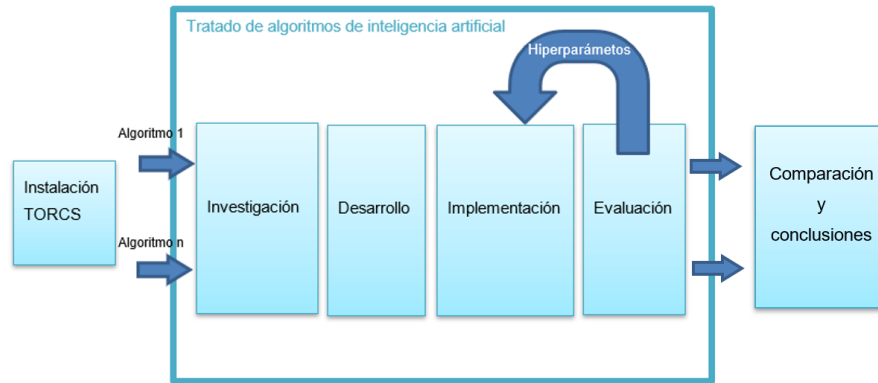 Tratado de algoritmos de inteligencia artificial
Hiperparámetos
Algoritmo 1
Instalación
TORCS
Algoritmo n
Investigación
Desarrollo
Implementación
Evaluación
Comparación
y
conclusiones